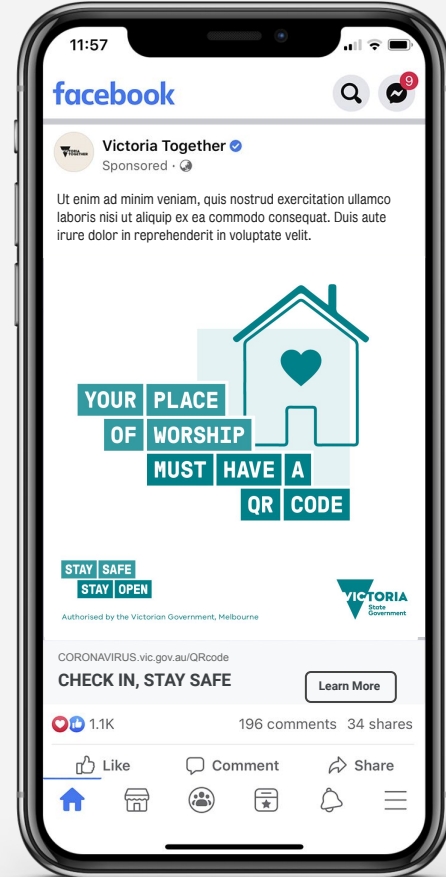 11:57
facebook
9
VICTORIA
TOGETHER
Victoria Together
Sponsored ·
Ut enim ad minim veniam, quis nostrud exercitation ullamco
laboris nisi ut aliquip ex ea commodo consequat. Duis aute
irure dolor in reprehenderit in voluptate velit.
YOUR PLACE
OF WORSHIP
MUST HAVE A
QR CODE
STAY SAFE
STAY OPEN
VICTORIA
State
Government
Authorised by the Victorian Government, Melbourne
CORONAVIRUS.vic.gov.au/QRcode
CHECK IN, STAY SAFE
Learn More
1.1K
196 comments 34 shares
Like Comment Share